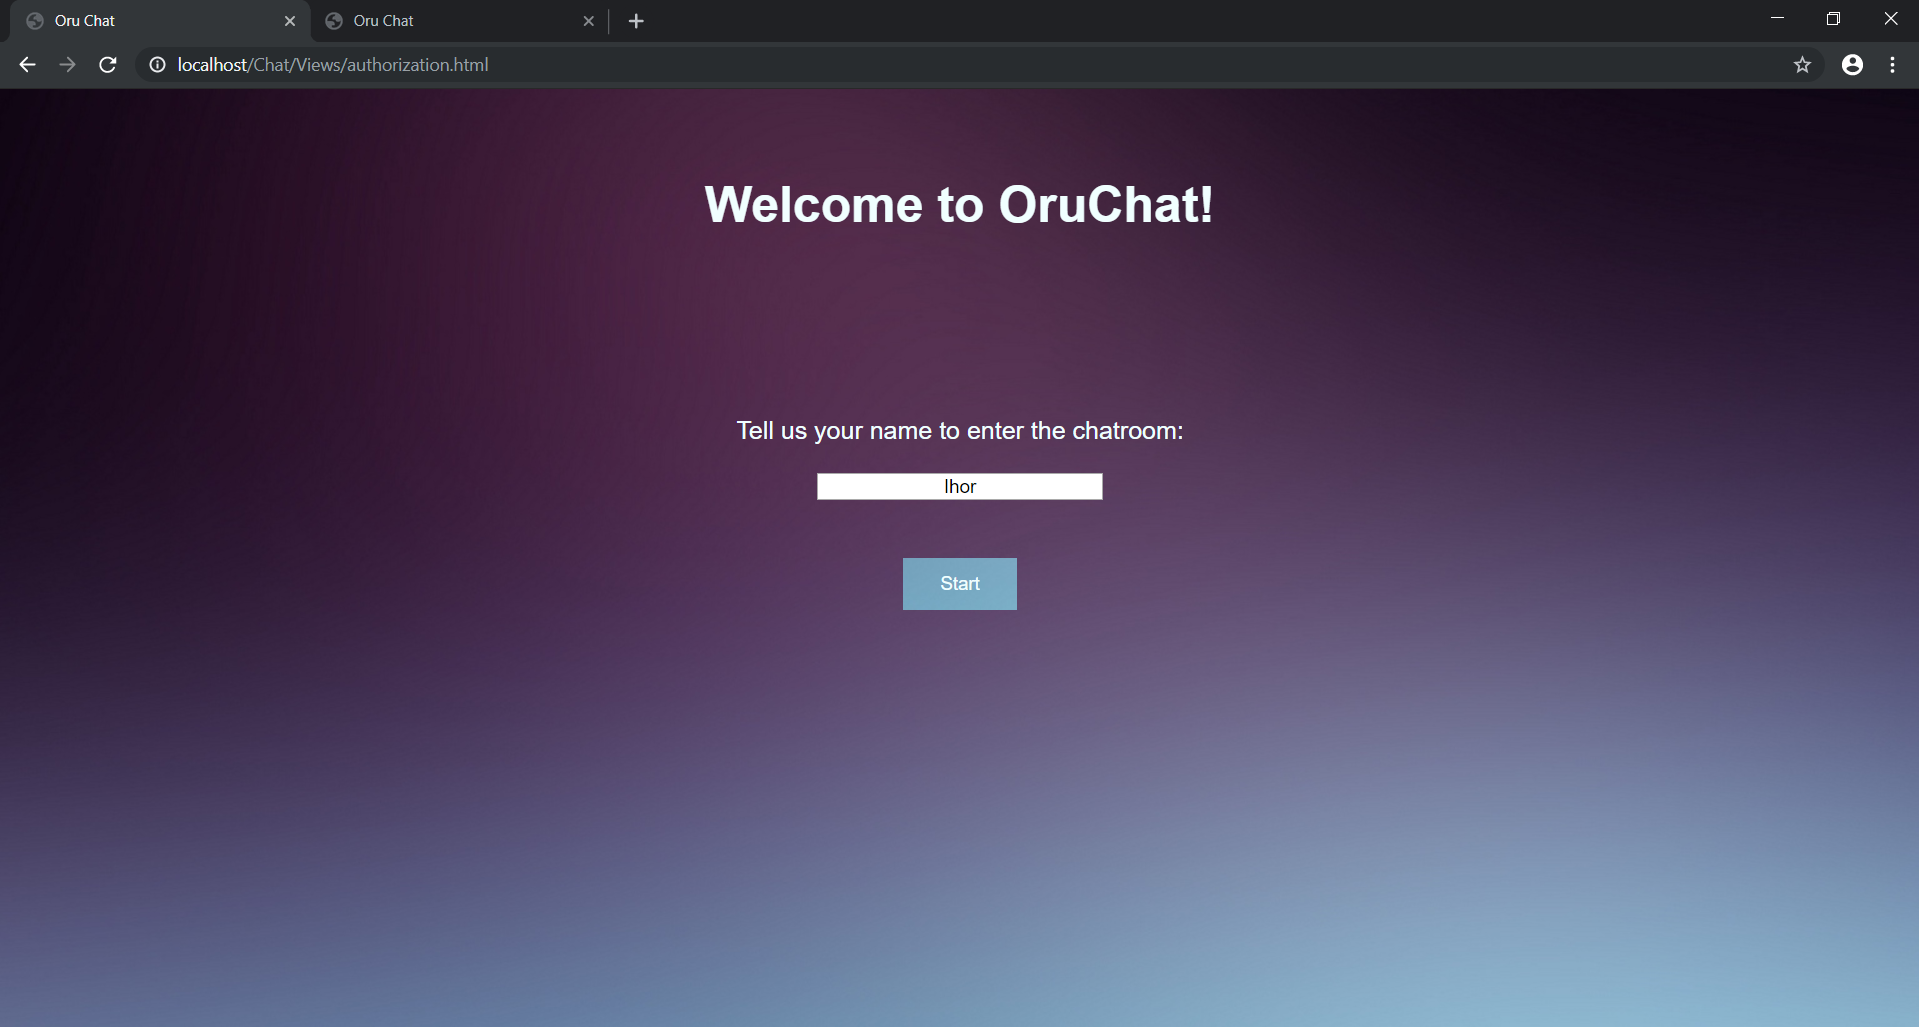 Oru Chat
Oru Chat
localhost/Chat/Views/authorization.html
Welcome to OruChat!
Tell us your name to enter the chatroom:
Ihor
Start